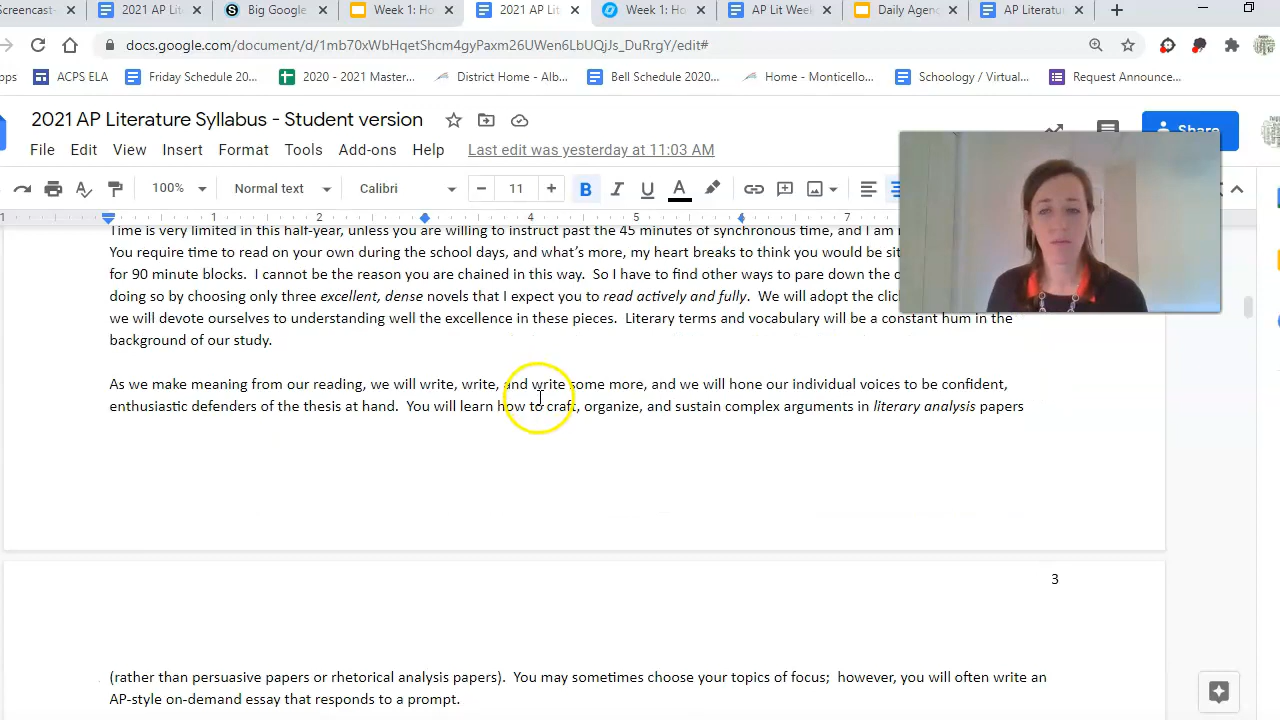 Screencast-
2021 AP Lit
Big Google
Week 1: Ho
2021 AP Lit
Week 1: Ho
AP Lit Week
Daily Agen
AP Literatu
docs.google.com/document/d/1mb70xWbHqetShcm4gyPaxm26UWen6LbUQjJs_DuRrgY/edit#
ops ACPS ELA Friday Schedule 20... 2020 - 2021 Master... District Home - Alb... Bell Schedule 2020... Home - Monticello... Schoology / Virtual... Request Announce...
2021 AP Literature Syllabus - Student version
Share
File Edit View Insert Format Tools Add-ons Help Last edit was yesterday at 11:03 AM
100% Normal text Calibri 11 B I U A
1 1 2 3 4 5 6 7
Time is very limited in this half-year, unless you are willing to instruct past the 45 minutes of synchronous time, and I am
You require time to read on your own during the school days, and what's more, my heart breaks to think you would be sit
for 90 minute blocks. I cannot be the reason you are chained in this way. So I have to find other ways to pare down the
doing so by choosing only three excellent, dense novels that I expect you to read actively and fully. We will adopt the
we will devote ourselves to understanding well the excellence in these pieces. Literary terms and vocabulary will be a constant hum in the
background of our study.
As we make meaning from our reading, we will write, write, and write some more, and we will hone our individual voices to be confident,
enthusiastic defenders of the thesis at hand. You will learn how to craft, organize, and sustain complex arguments in literary analysis papers
3
(rather than persuasive papers or rhetorical analysis papers). You may sometimes choose your topics of focus; however, you will often write an
AP-style on-demand essay that responds to a prompt.